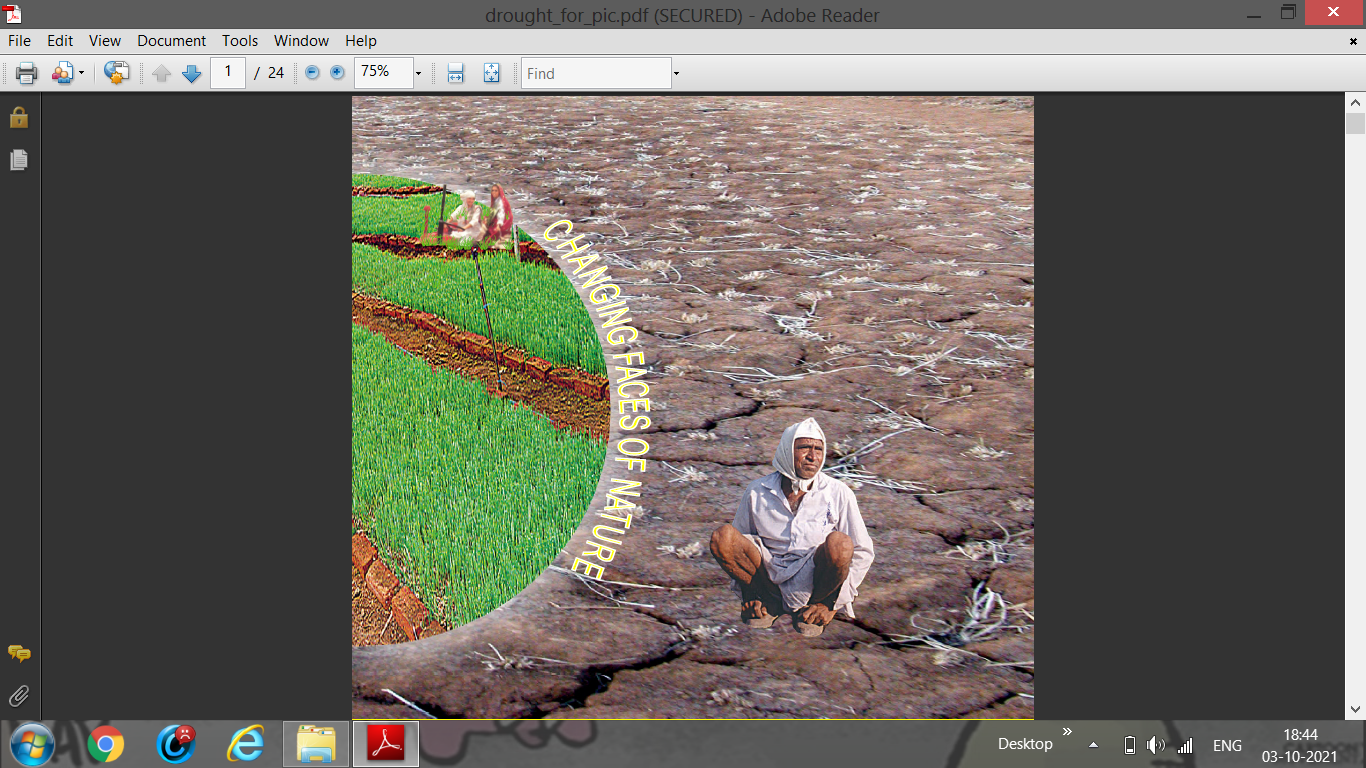 drought_for_pic.pdf (SECURED) - Adobe Reader
File Edit View Document Tools Window Help
1 / 24 75% Find
CHANGING FACES OF NATURE
Desktop ENG 18:44
03-10-2021